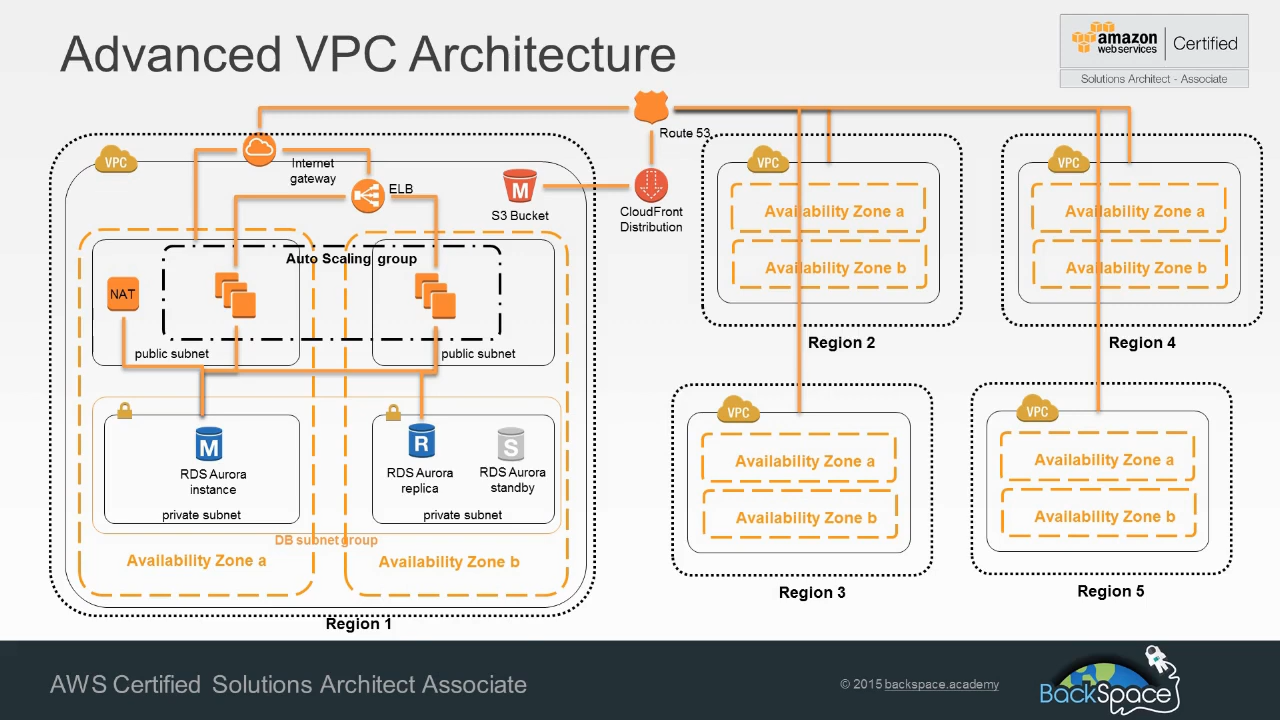 Advanced VPC Architecture
amazon
web services
Certified
Solutions Architect - Associate
Route 53
VPC
Internet
gateway
ELB
M
S3 Bucket
CloudFront
Distribution
Auto Scaling group
NAT
public subnet
public subnet
M
RDS Aurora
instance
private subnet
R
RDS Aurora
replica
S
RDS Aurora
standby
private subnet
DB subnet group
Availability Zone a
Availability Zone b
Region 1
VPC
Availability Zone a
Availability Zone b
Region 2
VPC
Availability Zone a
Availability Zone b
Region 4
VPC
Availability Zone a
Availability Zone b
Region 3
VPC
Availability Zone a
Availability Zone b
Region 5
AWS Certified Solutions Architect Associate
© 2015 backspace.academy
BackSpace